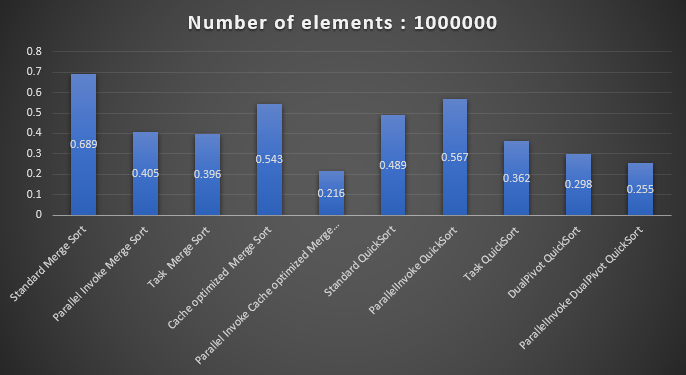 Number of elements : 1000000
0.8
0.7
0.6
0.5
0.4
0.3
0.2
0.1
0
0.689
0.405
0.396
0.543
0.216
0.489
0.567
0.362
0.298
0.255
Standard Merge Sort
Parallel Invoke Merge Sort
Task Merge Sort
Cache optimized Merge Sort
Parallel Invoke Cache optimized Merge...
Standard QuickSort
ParallelInvoke QuickSort
Task QuickSort
DualPivot QuickSort
ParallelInvoke DualPivot QuickSort